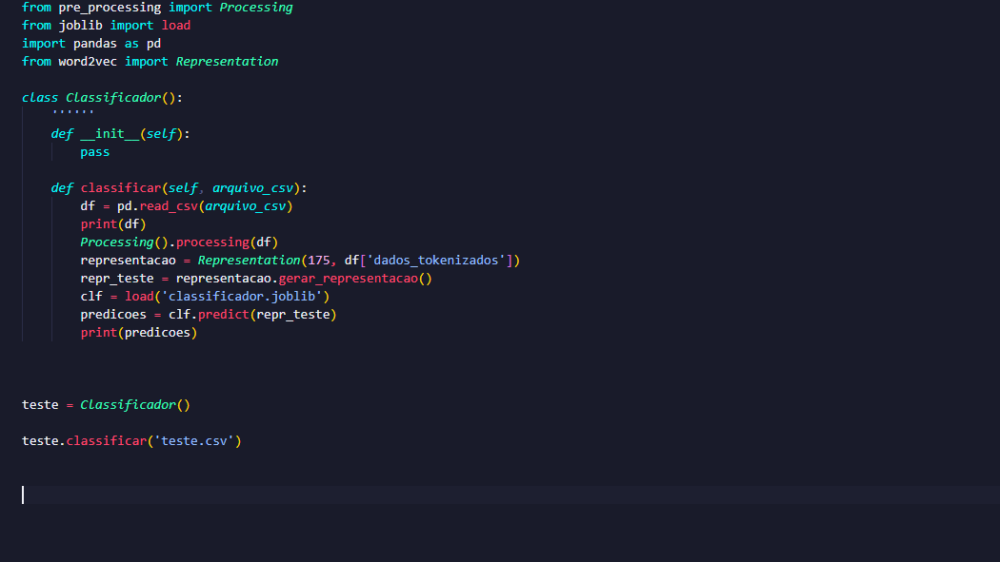 from pre_processing import Processing
from joblib import load
import pandas as pd
from word2vec import Representation
class Classificador():
''''''
def __init__(self):
pass
def classificar(self, arquivo_csv):
df = pd.read_csv(arquivo_csv)
print(df)
Processing().processing(df)
representacao = Representation(175, df['dados_tokenizados'])
repr_teste = representacao.gerar_representacao()
clf = load('classificador.joblib')
predicoes = clf.predict(repr_teste)
print(predicoes)
teste = Classificador()
teste.classificar('teste.csv')